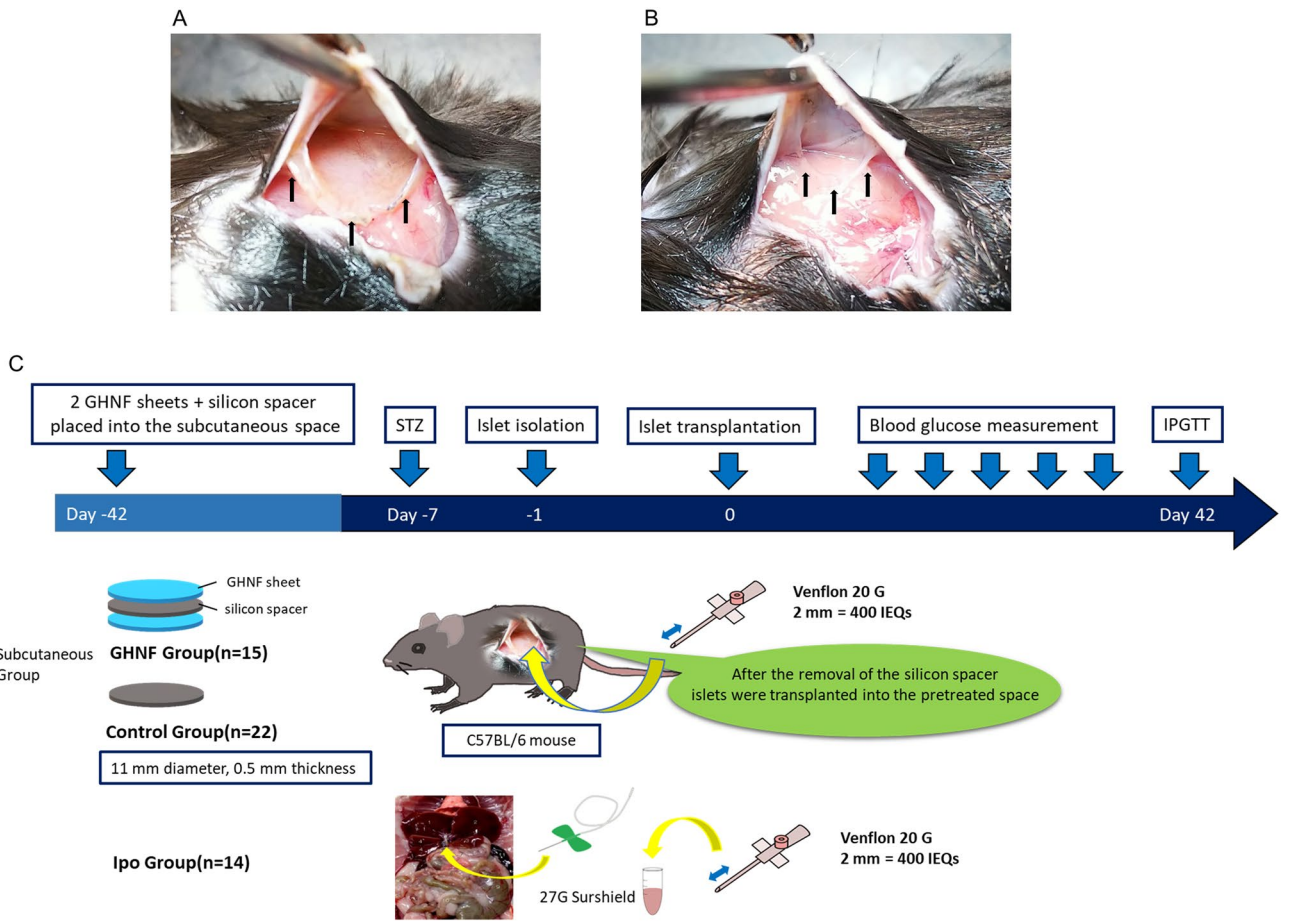 A
B
C
2 GHNF sheets + silicon spacer
placed into the subcutaneous space
STZ
Islet isolation
Islet transplantation
Blood glucose measurement
IPGTT
Day -42
Day -7
-1
0
Day 42
GHNF sheet
silicon spacer
Subcutaneous
Group
GHNF Group(n=15)
Control Group(n=22)
11 mm diameter, 0.5 mm thickness
C57BL/6 mouse
Venflon 20 G
2 mm = 400 IEQs
After the removal of the silicon spacer
islets were transplanted into the pretreated space
Ipo Group(n=14)
27G Surshield
Venflon 20 G
2 mm = 400 IEQs